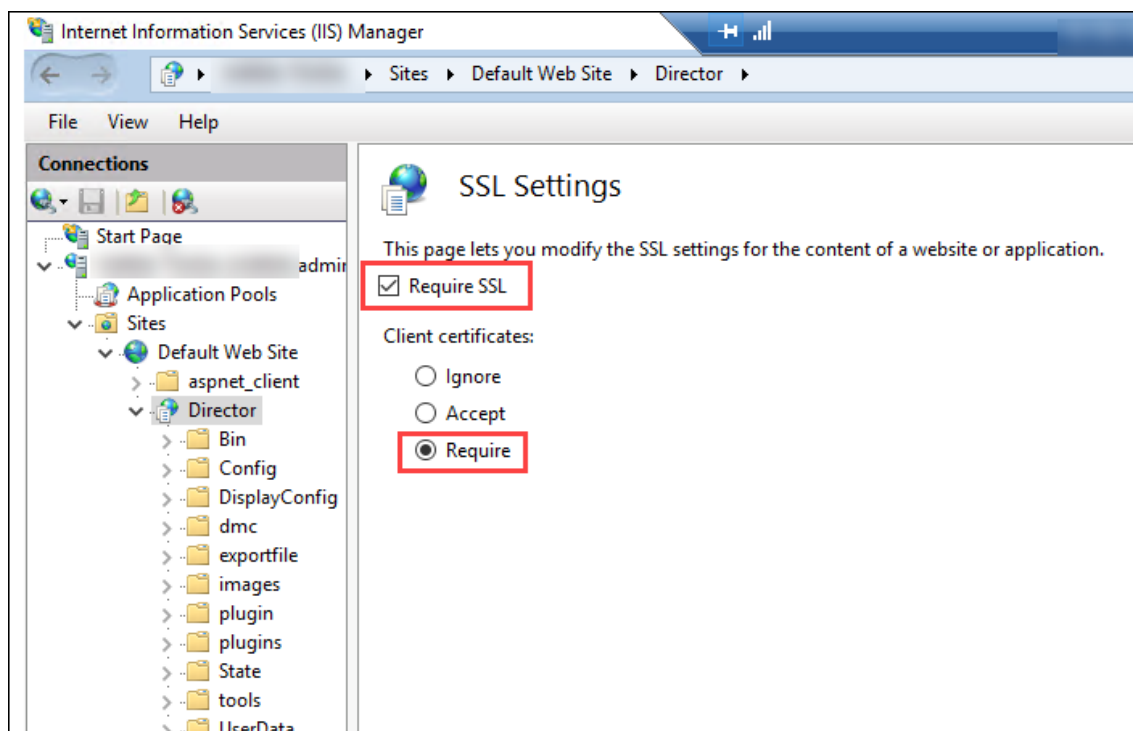 Internet Information Services (IIS) Manager
Sites Default Web Site Director
File View Help
Connections
Start Page
admin
Application Pools
Sites
Default Web Site
aspnet_client
Director
Bin
Config
DisplayConfig
dmc
exportfile
images
plugin
plugins
State
tools
UserData
SSL Settings
This page lets you modify the SSL settings for the content of a website or application.
Require SSL
Client certificates:
Ignore
Accept
Require